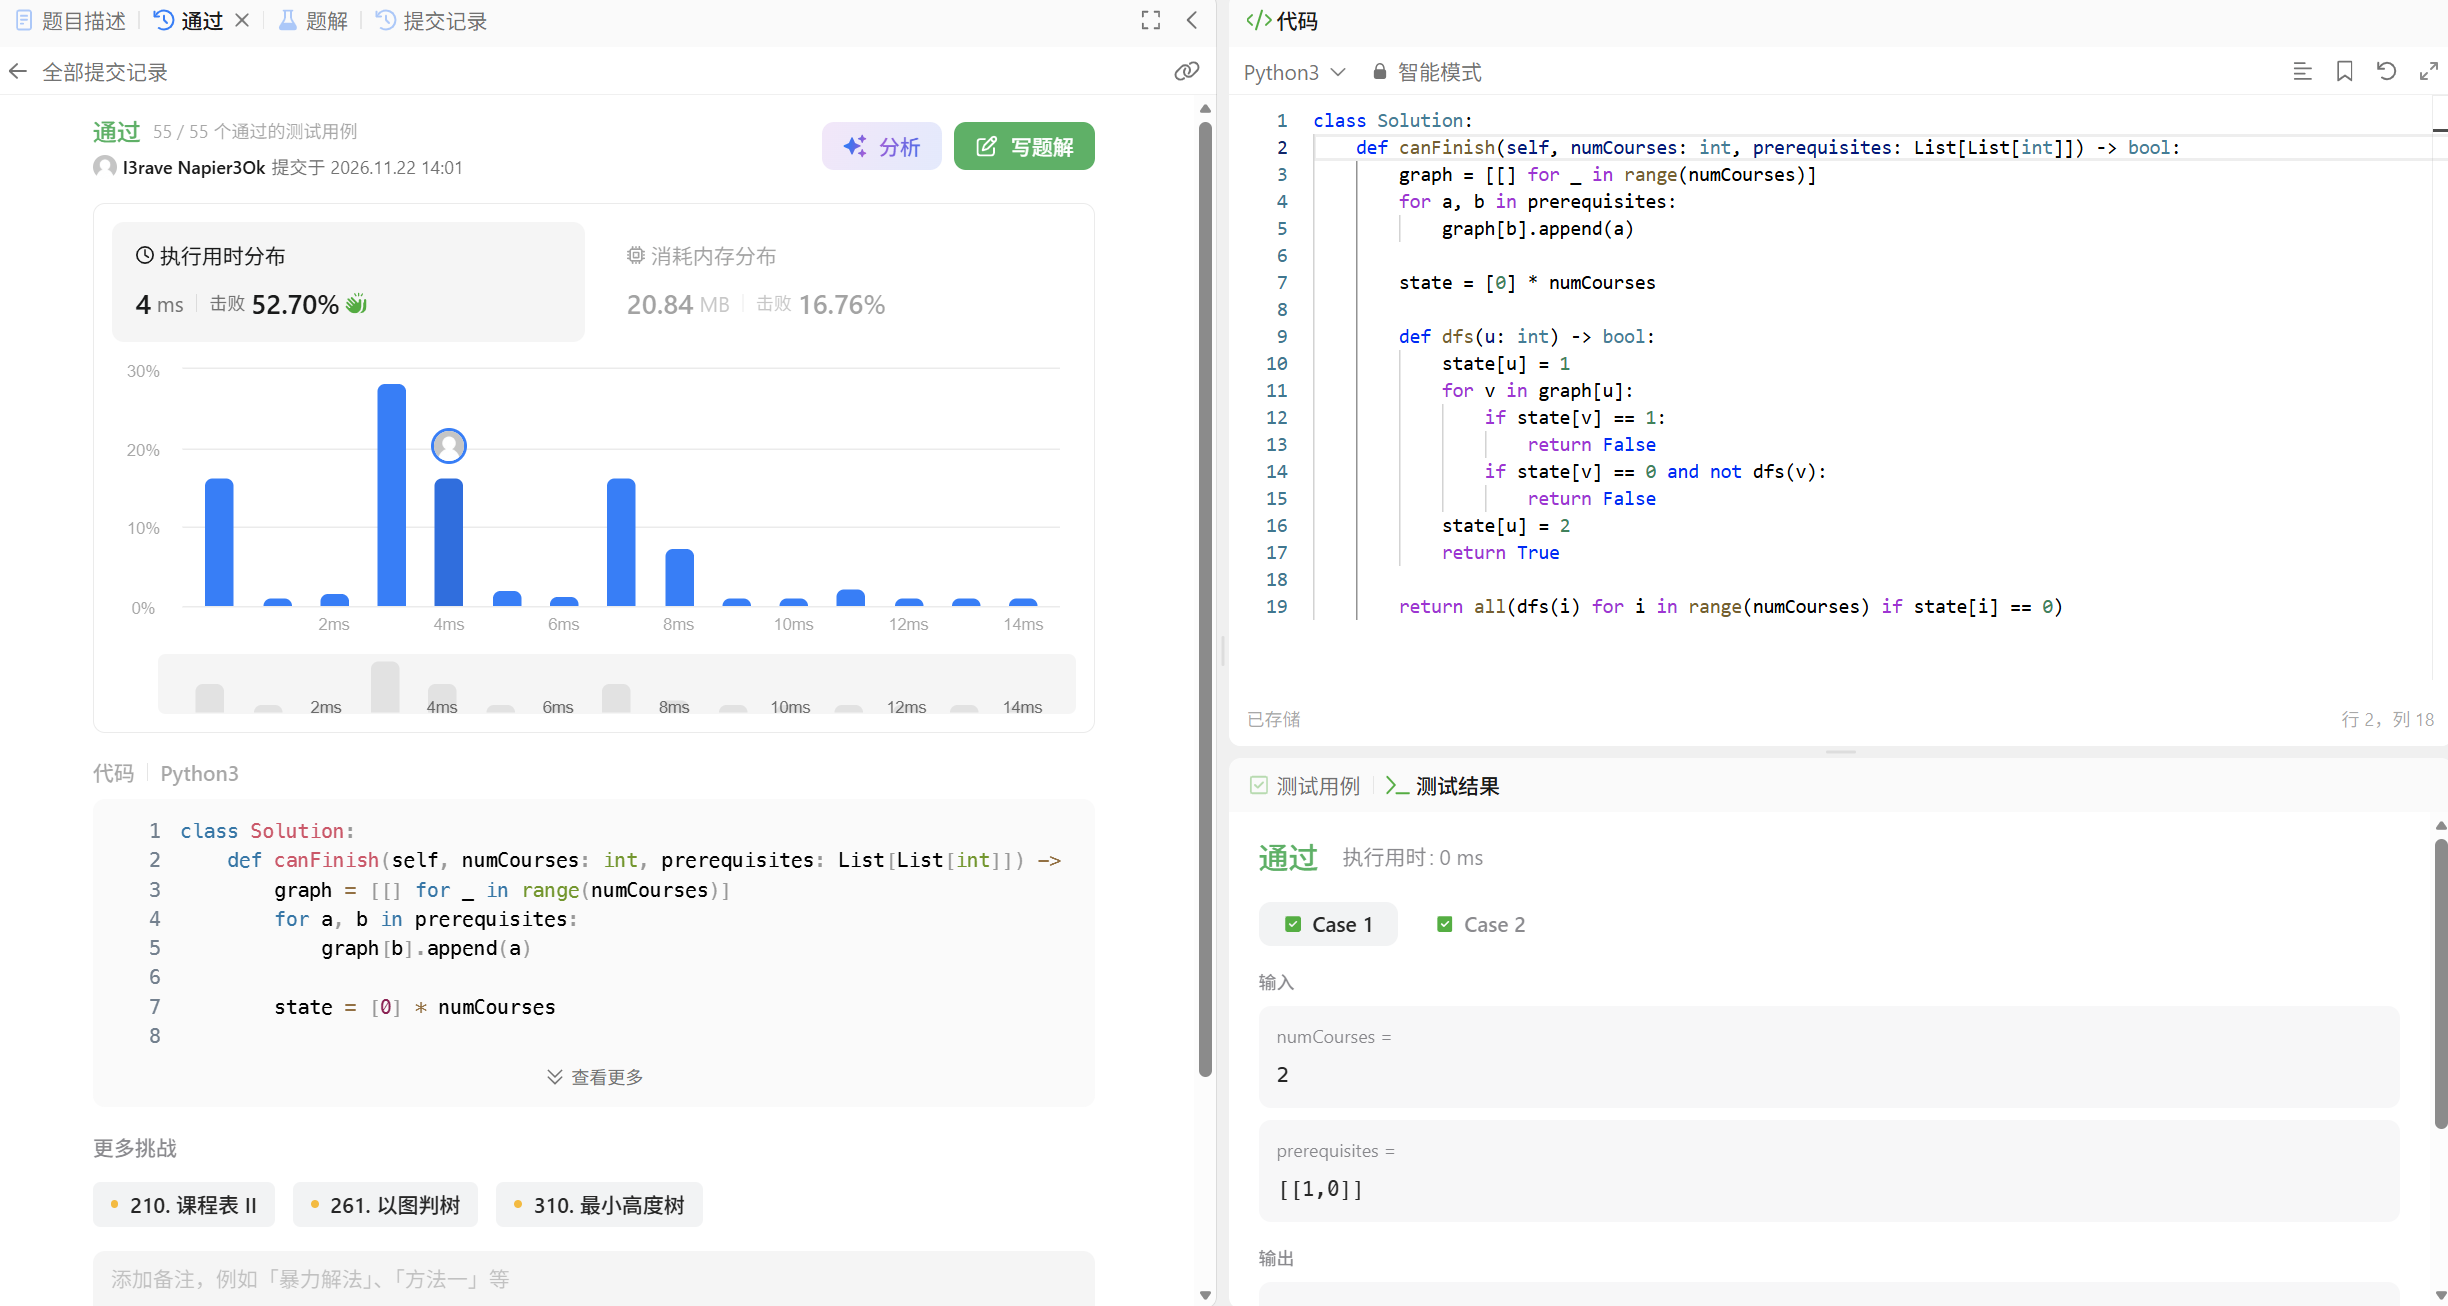 题目描述 通过 题解 提交记录
全部提交记录
通过 55 / 55 个通过的测试用例
l3rave Napier3Ok 提交于 2026.11.22 14:01
分析 写题解
执行用时分布
4 ms 击败 52.70%
消耗内存分布
20.84 MB 击败 16.76%
30%
20%
10%
0%
2ms 4ms 6ms 8ms 10ms 12ms 14ms
2ms 4ms 6ms 8ms 10ms 12ms 14ms
代码 Python3
1 class Solution:
2     def canFinish(self, numCourses: int, prerequisites: List[List[int]]) ->
3         graph = [[] for _ in range(numCourses)]
4         for a, b in prerequisites:
5             graph[b].append(a)
6
7         state = [0] * numCourses
8
查看更多
更多挑战
210. 课程表 II
261. 以图判树
310. 最小高度树
添加备注，例如「暴力解法」、「方法一」等
代码
Python3 智能模式
1 class Solution:
2     def canFinish(self, numCourses: int, prerequisites: List[List[int]]) -> bool:
3         graph = [[] for _ in range(numCourses)]
4         for a, b in prerequisites:
5             graph[b].append(a)
6
7         state = [0] * numCourses
8
9         def dfs(u: int) -> bool:
10             state[u] = 1
11             for v in graph[u]:
12                 if state[v] == 1:
13                     return False
14                 if state[v] == 0 and not dfs(v):
15                     return False
16             state[u] = 2
17             return True
18
19         return all(dfs(i) for i in range(numCourses) if state[i] == 0)
已存储
行 2，列 18
测试用例 测试结果
通过 执行用时: 0 ms
Case 1 Case 2
输入
numCourses =
2
prerequisites =
[[1,0]]
输出